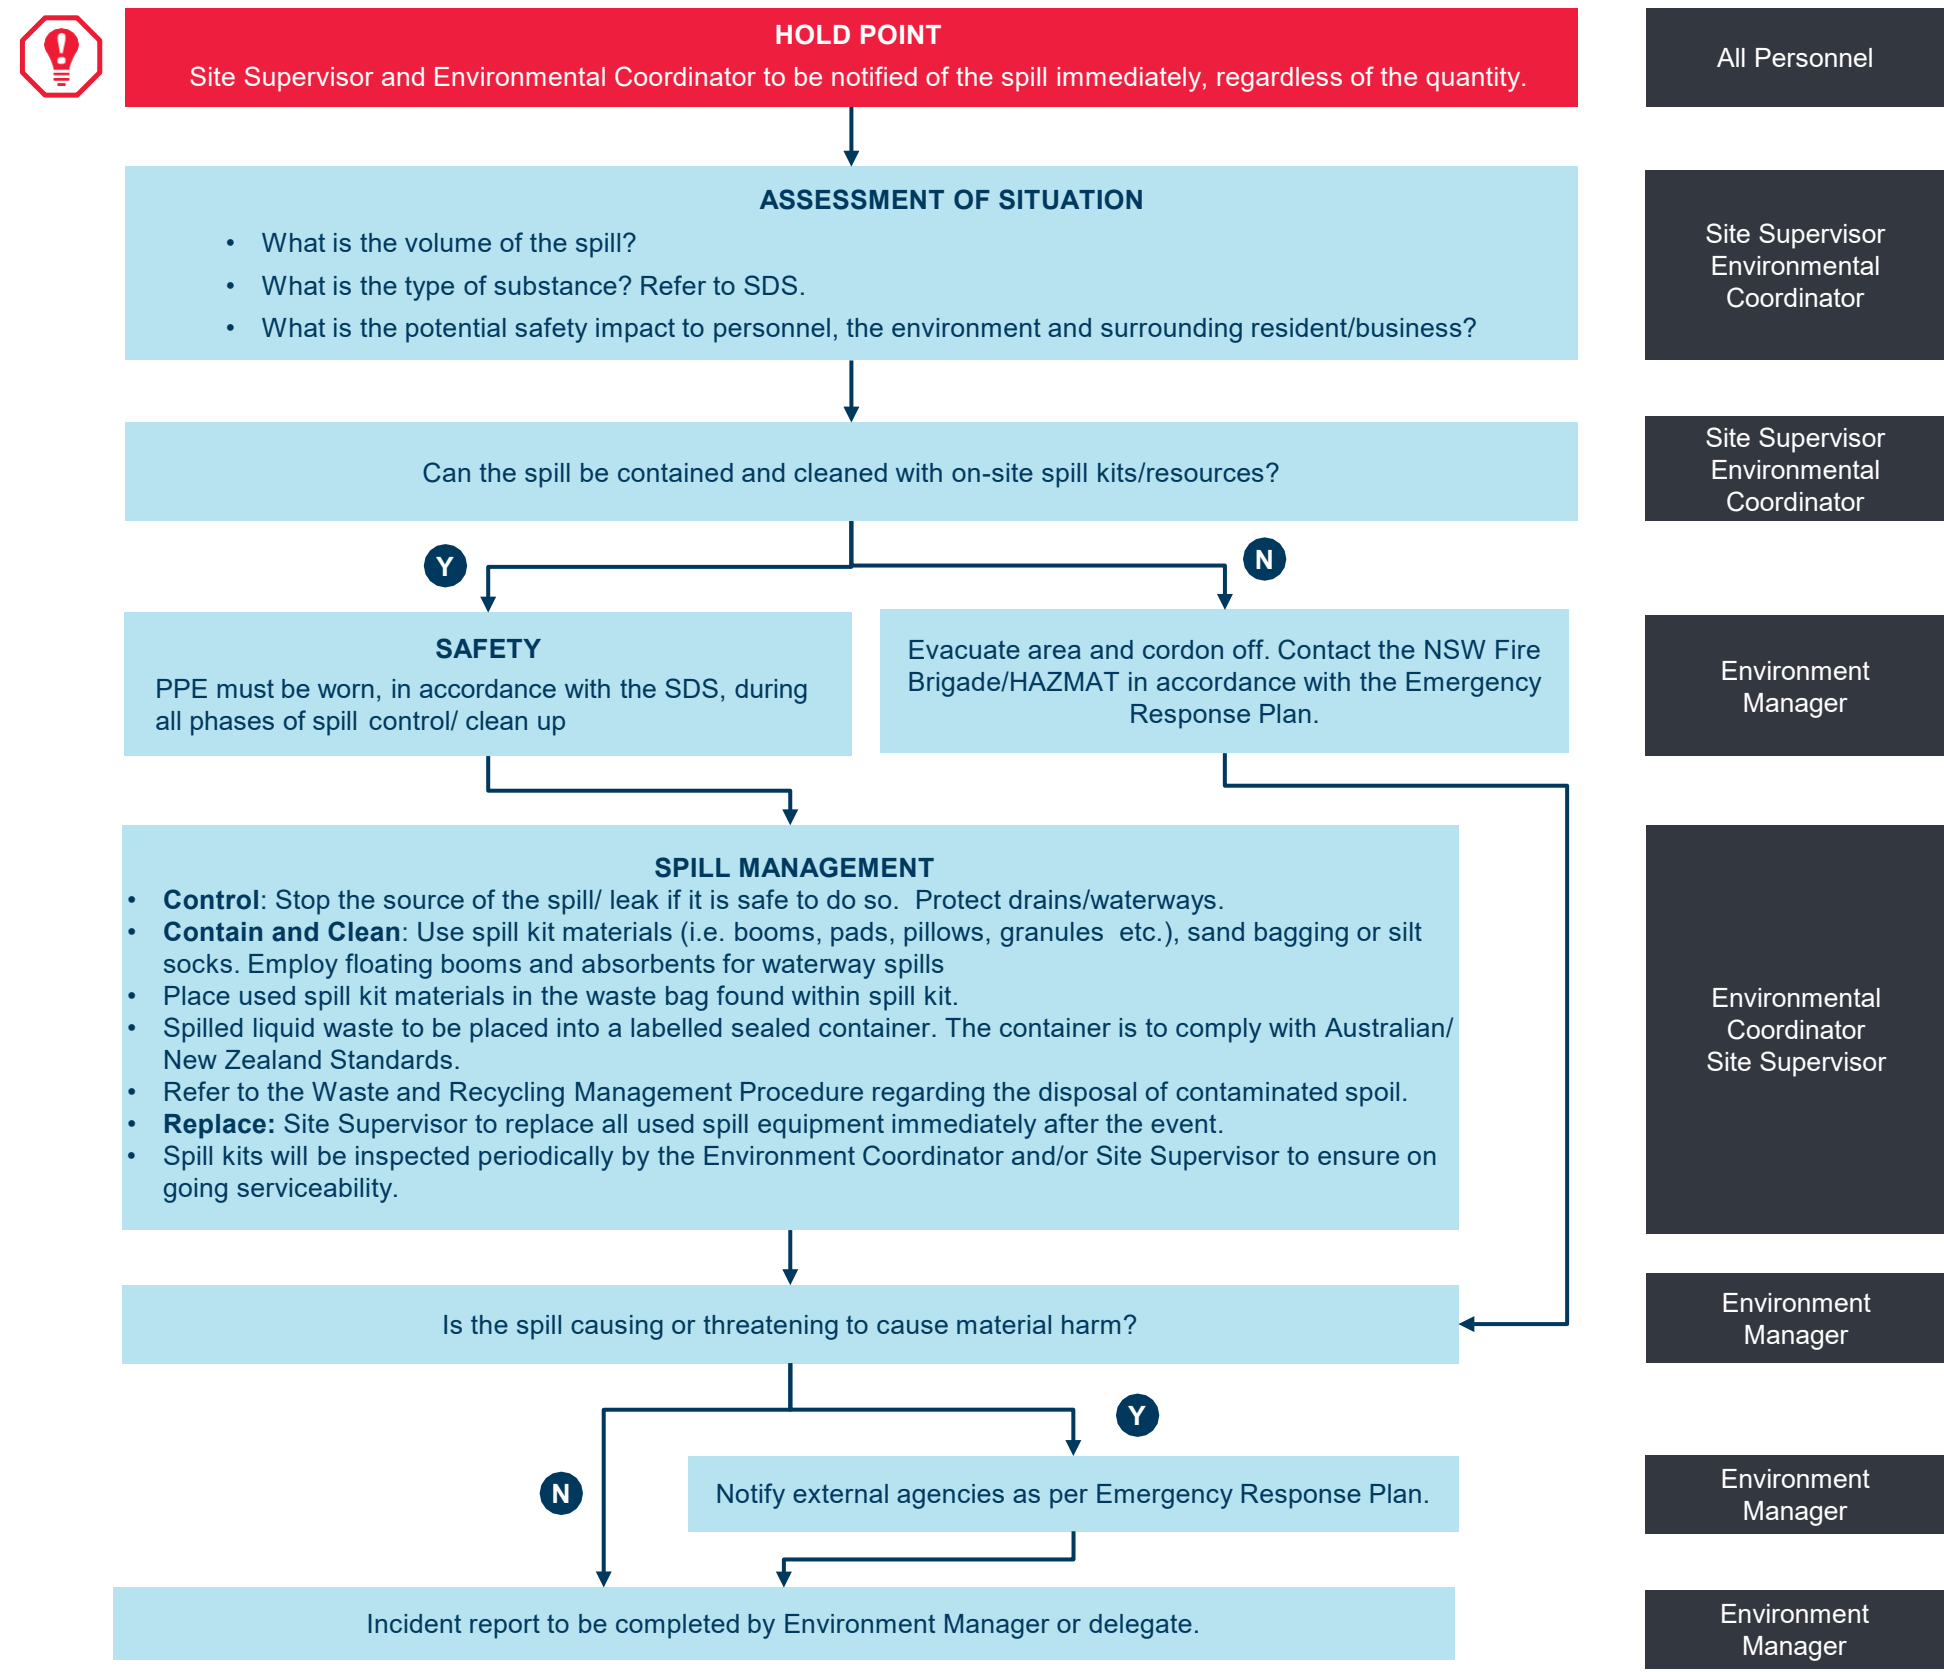 HOLD POINT
Site Supervisor and Environmental Coordinator to be notified of the spill immediately, regardless of the quantity.
All Personnel
ASSESSMENT OF SITUATION
• What is the volume of the spill?
• What is the type of substance? Refer to SDS.
• What is the potential safety impact to personnel, the environment and surrounding resident/business?
Site Supervisor
Environmental
Coordinator
Can the spill be contained and cleaned with on-site spill kits/resources?
Site Supervisor
Environmental
Coordinator
Y
N
SAFETY
PPE must be worn, in accordance with the SDS, during
all phases of spill control/ clean up
Evacuate area and cordon off. Contact the NSW Fire
Brigade/HAZMAT in accordance with the Emergency
Response Plan.
Environment
Manager
SPILL MANAGEMENT
• Control: Stop the source of the spill/ leak if it is safe to do so. Protect drains/waterways.
• Contain and Clean: Use spill kit materials (i.e. booms, pads, pillows, granules etc.), sand bagging or silt
socks. Employ floating booms and absorbents for waterway spills
• Place used spill kit materials in the waste bag found within spill kit.
• Spilled liquid waste to be placed into a labelled sealed container. The container is to comply with Australian/
New Zealand Standards.
• Refer to the Waste and Recycling Management Procedure regarding the disposal of contaminated spoil.
• Replace: Site Supervisor to replace all used spill equipment immediately after the event.
• Spill kits will be inspected periodically by the Environment Coordinator and/or Site Supervisor to ensure on
going serviceability.
Environmental
Coordinator
Site Supervisor
Is the spill causing or threatening to cause material harm?
Environment
Manager
Y
N
Notify external agencies as per Emergency Response Plan.
Environment
Manager
Incident report to be completed by Environment Manager or delegate.
Environment
Manager